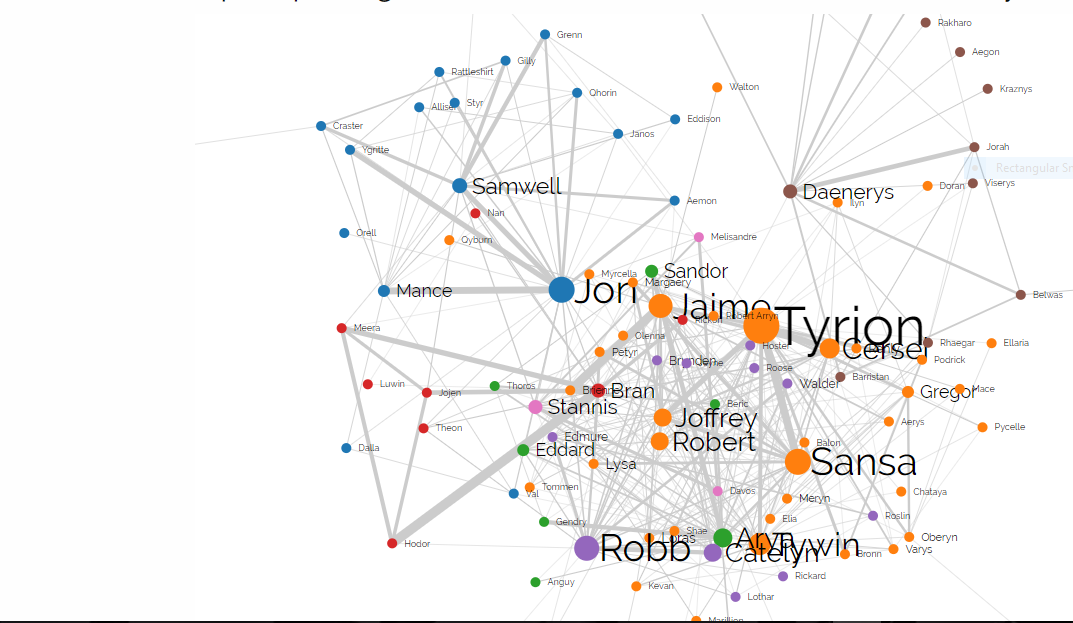 Rakharo
Grenn
Aegon
Gilly
Rattleshirt
Walton
Kraznys
Qhorin
Styr
Alliser
Eddison
Craster
Janos
Jorah
Ygritte
Rectangular Sn
Samwell
Viserys
Doran
Daenerys
Aemon
Ilyn
Nan
Orell
Melisandre
Qyburn
Sandor
Myrcella
Margaery
Mance
Jon
Belwas
Jaime
Robert Arryn
Rickon
Tyrion
Meera
Olenna
Rhaegar
Ellaria
Hoster
Cersei
Petyr
Podrick
Brynden
Roose
Barristan
Luwin
Walder
Thoros
Mace
Brienne
Bran
Gregor
Jojen
Beric
Stannis
Joffrey
Aerys
Theon
Pycelle
Edmure
Robert
Balon
Dalla
Eddard
Lysa
Sansa
Tommen
Davos
Chataya
Val
Meryn
Roslin
Elia
Gendry
Shae
Loras
Arya
Oberyn
Hodor
Robb
Tywin
Varys
Catelyn
Bronn
Rickard
Anguy
Kevan
Lothar
Marillion